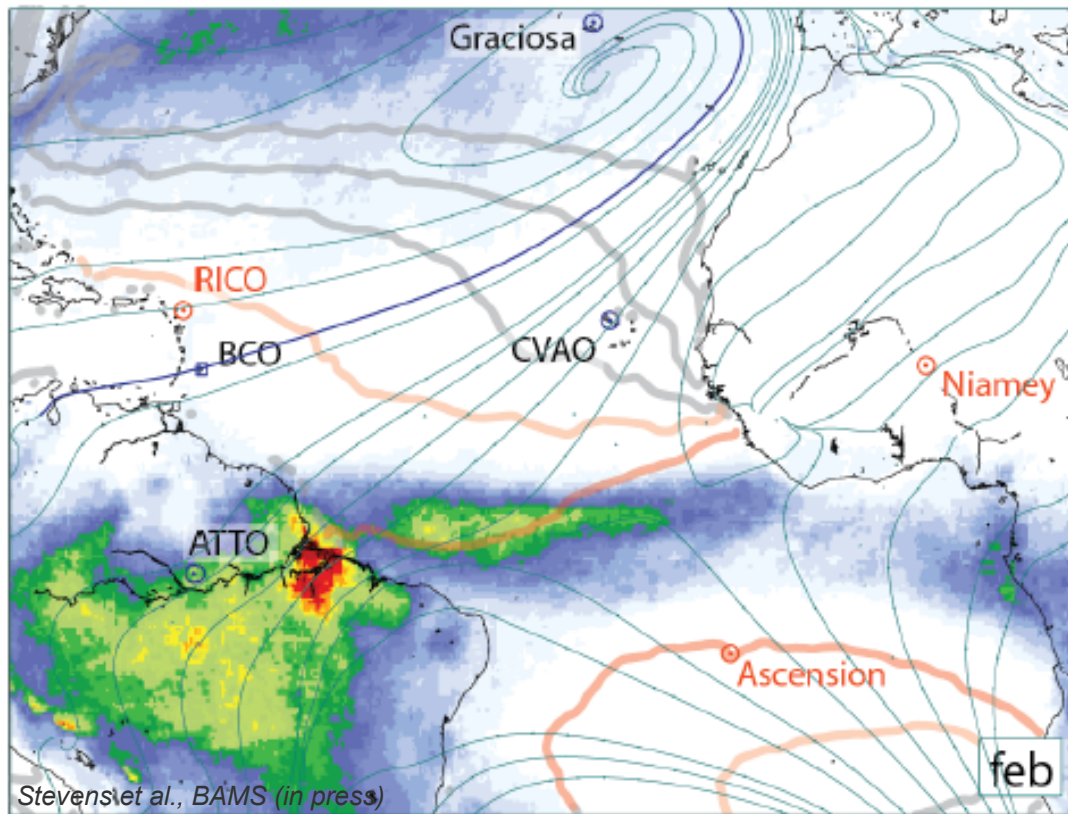 Graciosa
RICO
BCO
CVAO
Niamey
ATTO
Ascension
feb
Stevens et al., BAMS (in press)